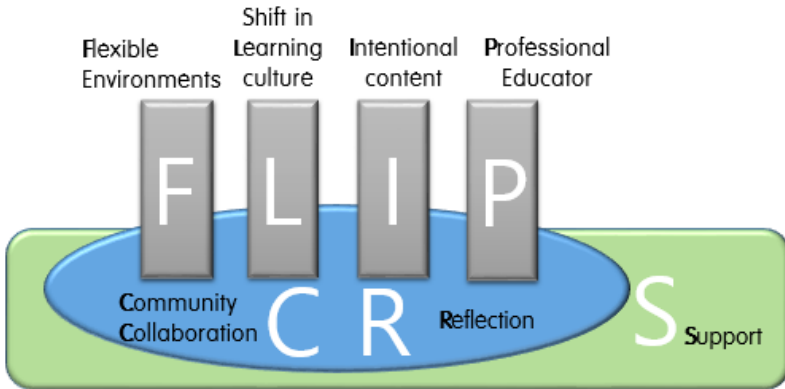 Flexible
Environments
Shift in
Learning
culture
Intentional
content
Professional
Educator
F
L
I
P
Community
Collaboration
C
R
Reflection
S
Support